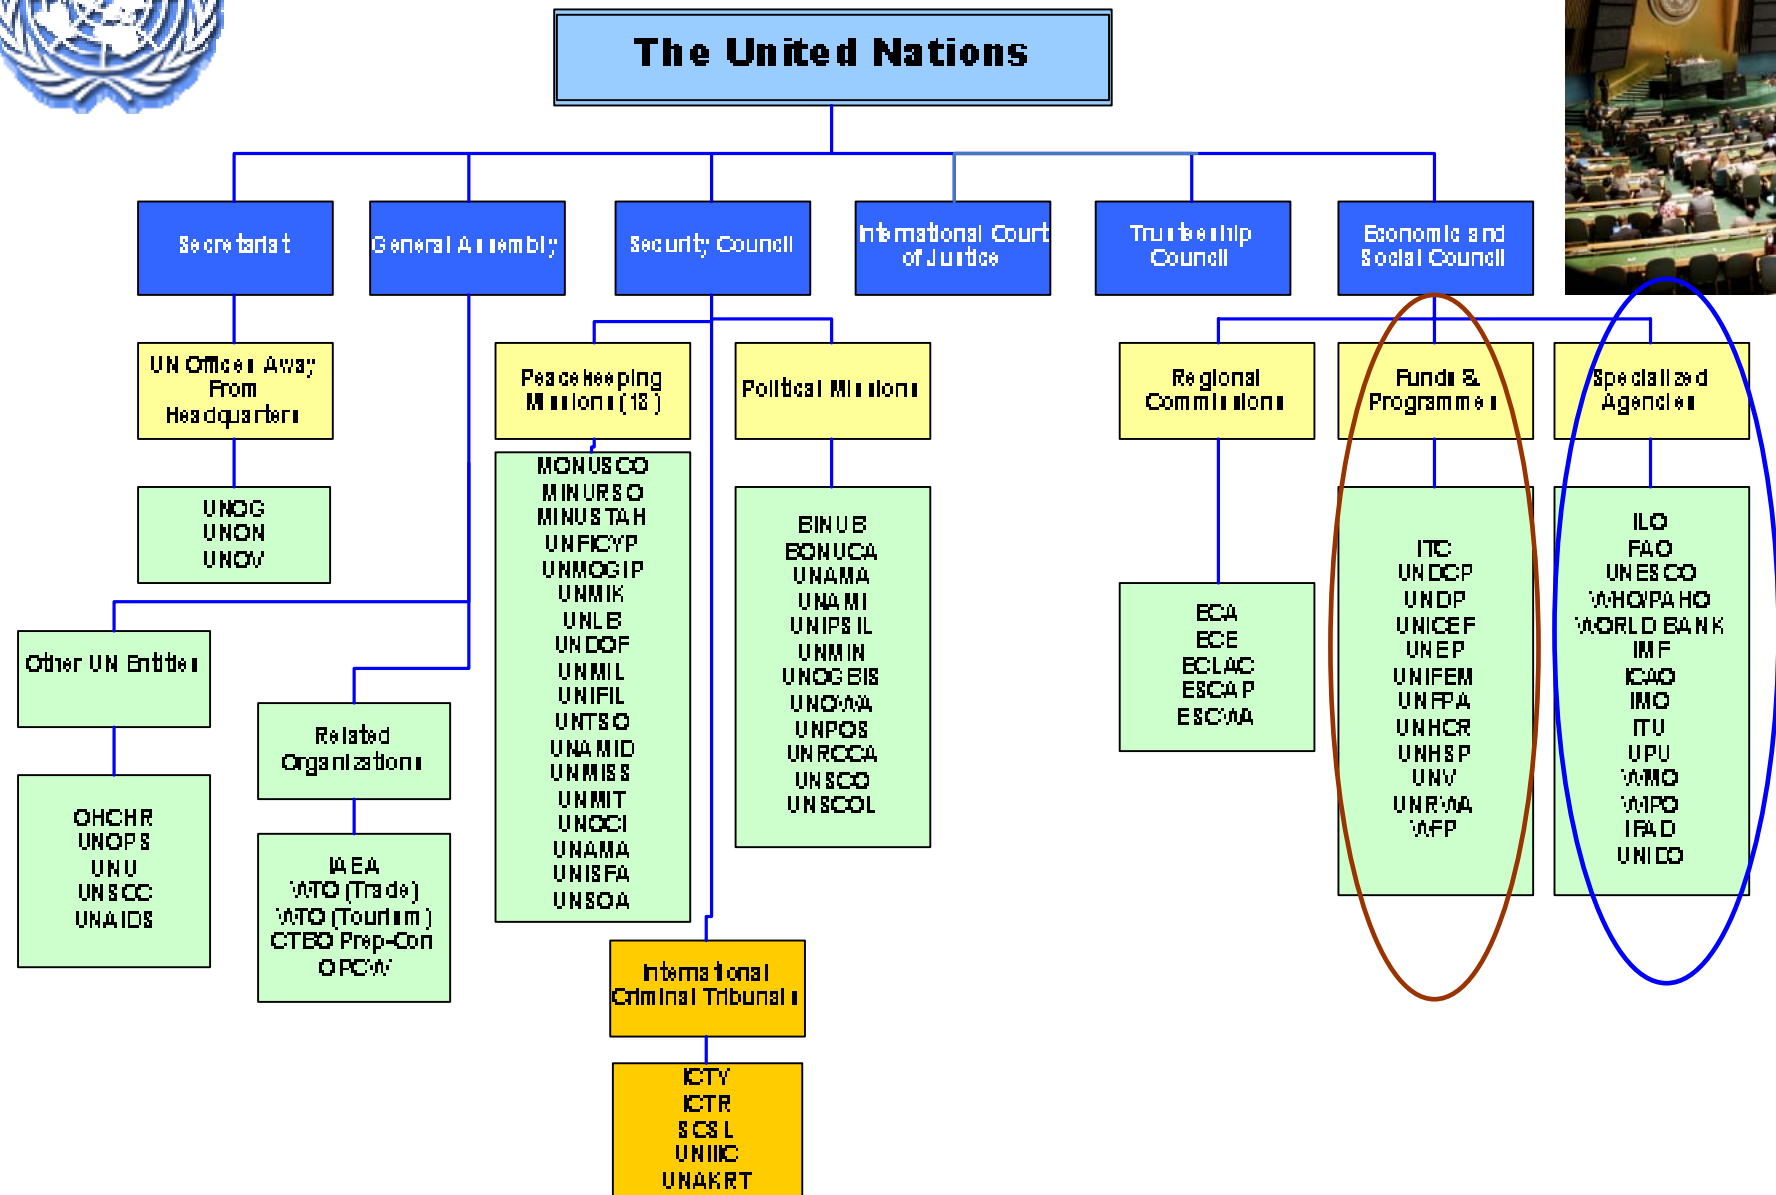 The United Nations
Secretariat
General Assembly
Security Council
International Court
of Justice
Trusteeship
Council
Economic and
Social Council
UN Offices Away
From
Headquarters
Peacekeeping
Missions (18)
Political Missions
Regional
Commissions
Funds &
Programmes
Specialized
Agencies
UNOG
UNON
UNOV
MONUSCO
MINURSO
MINUSTAH
UNFICYP
UNMOGIP
UNMIK
UNLB
UNDOF
UNMIL
UNIFIL
UNTSO
UNAMID
UNMISS
UNMIT
UNOCI
UNAMA
UNISFA
UNSOA
BINUB
BONUCA
UNAMA
UNAMI
UNIPSIL
UNMIN
UNOGBIS
UNOWA
UNPOS
UNRCCA
UNSCO
UNSCOL
ECA
ECE
ECLAC
ESCAP
ESCWA
ITC
UNDCP
UNDP
UNICEF
UNEP
UNIFEM
UNFPA
UNHCR
UNHSP
UNV
UNRWA
WFP
ILO
FAO
UNESCO
WHO/PAHO
WORLD BANK
IMF
ICAO
IMO
ITU
UPU
WMO
WIPO
IFAD
UNIDO
Other UN Entities
OHCHR
UNOPS
UNU
UNSCC
UNAIDS
Related
Organizations
IAEA
WTO (Trade)
WTO (Tourism)
CTBO Prep-Con
OPCW
International
Criminal Tribunals
ICTY
ICTR
SCSL
UNIIIC
UNAKRT